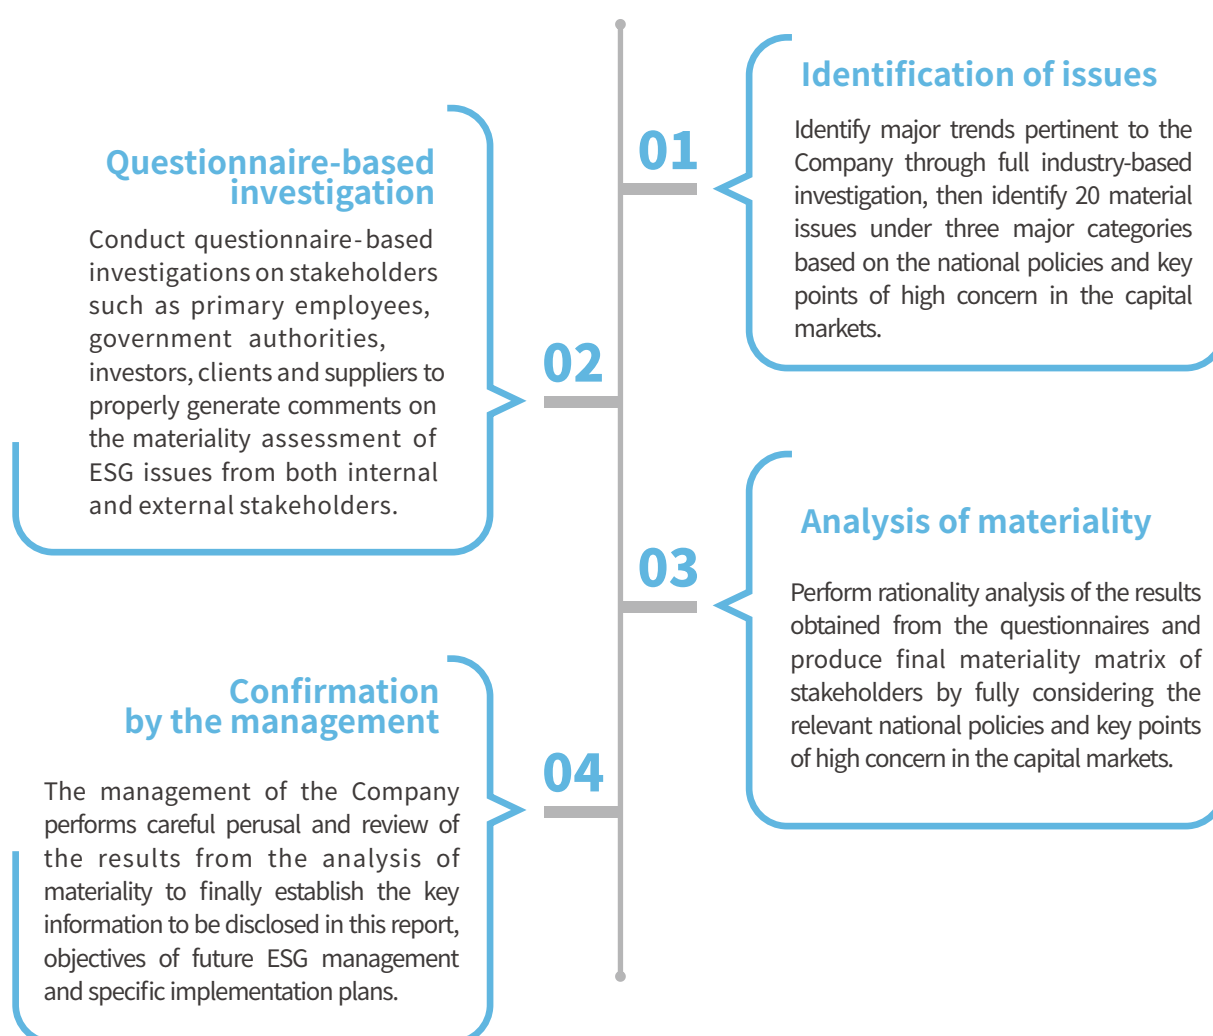 01
Identification of issues
Identify major trends pertinent to the
Company through full industry-based
investigation, then identify 20 material
issues under three major categories
based on the national policies and key
points of high concern in the capital
markets.
02
Questionnaire-based
investigation
Conduct questionnaire-based
investigations on stakeholders
such as primary employees,
government authorities,
investors, clients and suppliers to
properly generate comments on
the materiality assessment of
ESG issues from both internal
and external stakeholders.
03
Analysis of materiality
Perform rationality analysis of the results
obtained from the questionnaires and
produce final materiality matrix of
stakeholders by fully considering the
relevant national policies and key points
of high concern in the capital markets.
04
Confirmation
by the management
The management of the Company
performs careful perusal and review of
the results from the analysis of
materiality to finally establish the key
information to be disclosed in this report,
objectives of future ESG management
and specific implementation plans.